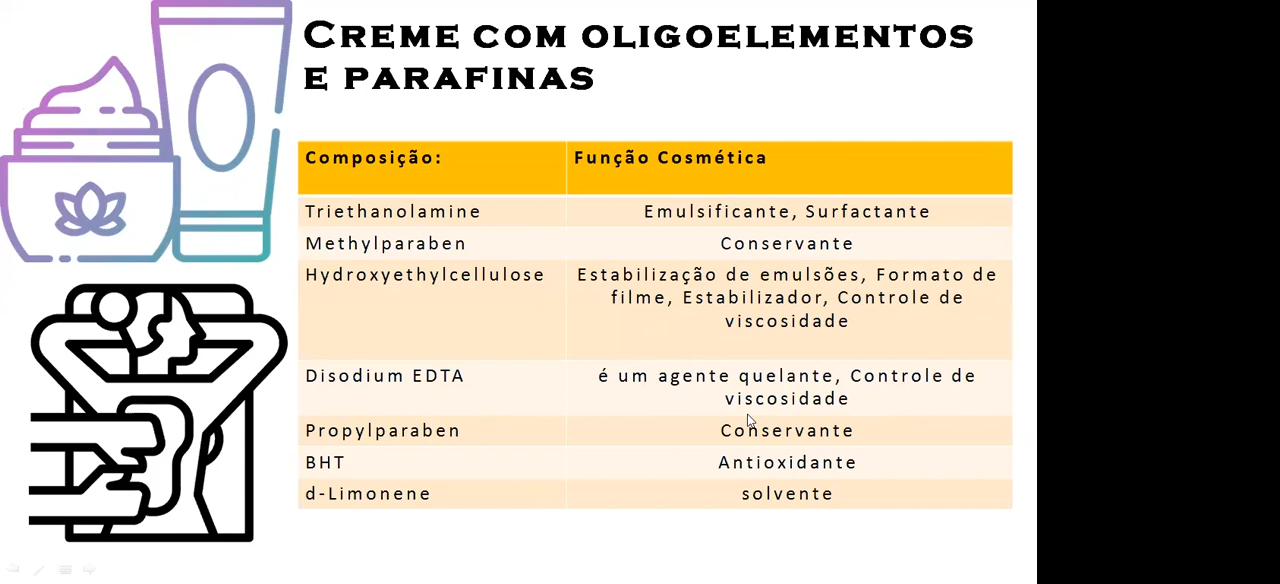 CREME COM OLIGOELEMENTOS
E PARAFINAS
Composição: Função Cosmética
Triethanolamine Emulsificante, Surfactante
Methylparaben Conservante
Hydroxyethylcellulose Estabilização de emulsões, Formato de
filme, Estabilizador, Controle de
viscosidade
Disodium EDTA é um agente quelante, Controle de
viscosidade
Propylparaben Conservante
BHT Antioxidante
d-Limonene solvente